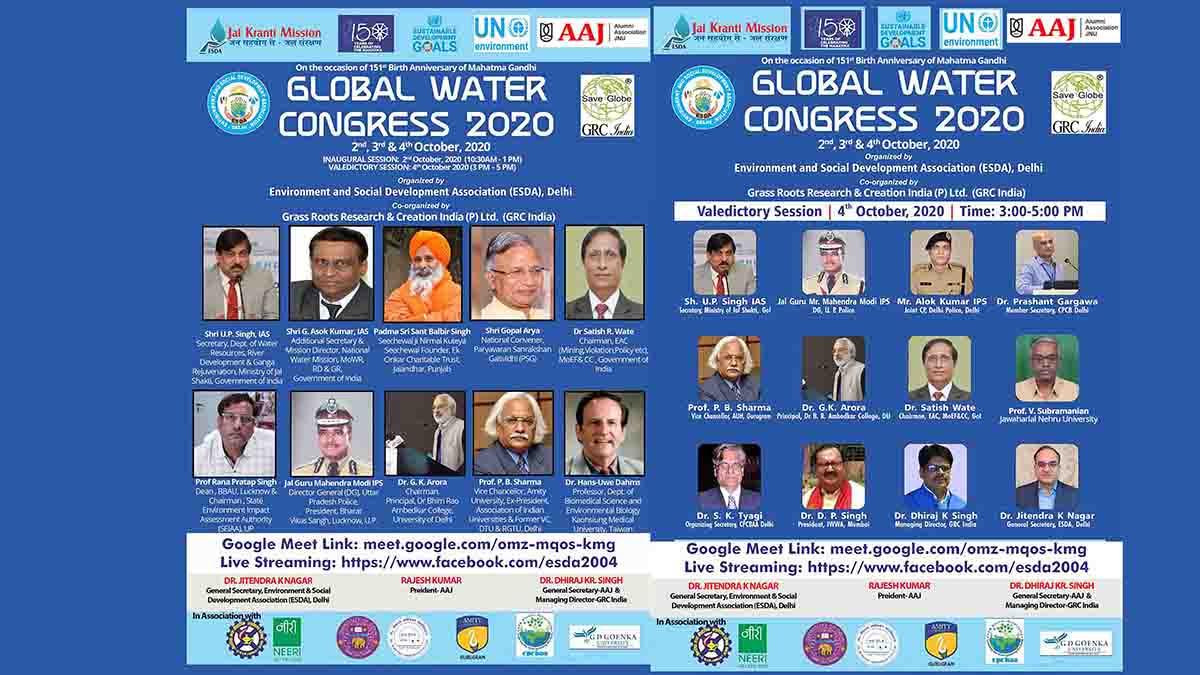 Jal Kranti Mission
जन सहयोग से - जल संरक्षण
ESDA
150
YEARS OF
CELEBRATING
THE MAHATMA
SUSTAINABLE
DEVELOPMENT
GOALS
UN
environment
AAJ
Alumni
Association
JNU
On the occasion of 151st Birth Anniversary of Mahatma Gandhi
GLOBAL WATER
CONGRESS 2020
Save Globe
GRC India
2nd, 3rd & 4th October, 2020
INAUGURAL SESSION: 2nd October, 2020 (10:30AM - 1 PM)
VALEDICTORY SESSION: 4th October 2020 (3 PM - 5 PM)
Organized by
Environment and Social Development Association (ESDA), Delhi
Co-organized by
Grass Roots Research & Creation India (P) Ltd. (GRC India)
Shri U.P. Singh, IAS
Secretary, Dept. of Water
Resources, River
Development & Ganga
Rejuvenation, Ministry of Jal
Shakti, Government of India
Shri G. Asok Kumar, IAS
Additional Secretary &
Mission Director, National
Water Mission, MoWR,
RD & GR,
Government of India
Padma Sri Sant Balbir Singh
Seechewal Ji Nirmal Kuteya
Seechewal Founder, Ek
Onkar Charitable Trust,
Jalandhar, Punjab
Shri Gopal Arya
National Convener,
Paryawaran Sanrakshan
Gatividhi (PSG)
Dr Satish R. Wate
Chairman, EAC
(Mining,Violation,Policy etc),
MoEF& CC , Government of
India
Prof Rana Pratap Singh
Dean , BBAU, Lucknow &
Chairman , State
Environment Impact
Assessment Authority
(SEIAA), UP
Jal Guru Mahendra Modi IPS
Director General (DG), Uttar
Pradesh Police,
President, Bharat
Vikas Sangh, Lucknow, U.P
Dr. G. K. Arora
Chairman.
Principal, Dr Bhim Rao
Ambedkar College,
University of Delhi
Prof. P. B. Sharma
Vice Chancellor, Amity
University, Ex-President,
Association of Indian
Universities & Former VC,
DTU & RGTU, Delhi
Dr. Hans-Uwe Dahms
Professor, Dept. of
Biomedical Science and
Environmental Biology
Kaohsiung Medical
University, Taiwan
Google Meet Link: meet.google.com/omz-mqos-kmg
Live Streaming: https://www.facebook.com/esda2004
DR. JITENDRA K NAGAR
General Secretary, Environment & Social
Development Association (ESDA), Delhi
RAJESH KUMAR
Preident- AAJ
DR. DHIRAJ KR. SINGH
General Secretary-AAJ &
Managing Director-GRC India
In Association with
नीरी
NEERI
AMITY
UNIVERSITY
GURUGRAM
cpcbaa
G D GOENKA
UNIVERSITY
Jal Kranti Mission
जन सहयोग से - जल संरक्षण
ESDA
150
YEARS OF
CELEBRATING
THE MAHATMA
SUSTAINABLE
DEVELOPMENT
GOALS
UN
environment
AAJ
Alumni
Association
JNU
On the occasion of 151st Birth Anniversary of Mahatma Gandhi
GLOBAL WATER
CONGRESS 2020
Save Globe
GRC India
2nd, 3rd & 4th October, 2020
Organized by
Environment and Social Development Association (ESDA), Delhi
Co-organized by
Grass Roots Research & Creation India (P) Ltd. (GRC India)
Valedictory Session | 4th October, 2020 | Time: 3:00-5:00 PM
Sh. U.P. Singh IAS
Secretary, Ministry of Jal Shakti, GoI
Jal Guru Mr. Mahendra Modi IPS
DG, U. P. Police
Mr. Alok Kumar IPS
Joint CP, Delhi Police, Delhi
Dr. Prashant Gargawa
Member Secretary, CPCB Delhi
Prof. P. B. Sharma
Vice Chancellor, AUH, Gurugram
Dr. G.K. Arora
Principal, Dr B. R. Ambedkar College, DU
Dr. Satish Wate
Chairman, EAC, MoEF&CC, GoI
Prof. V. Subramanian
Jawaharlal Nehru University
Dr. S. K. Tyagi
Organizing Secretary, CPCBAA Delhi
Dr. D. P. Singh
President, IWWA, Mumbai
Dr. Dhiraj K Singh
Managing Director, GRC India
Dr. Jitendra K Nagar
General Secretary, ESDA, Delhi
Google Meet Link: meet.google.com/omz-mqos-kmg
Live Streaming: https://www.facebook.com/esda2004
DR. JITENDRA K NAGAR
General Secretary, Environment & Social
Development Association (ESDA), Delhi
RAJESH KUMAR
Preident- AAJ
DR. DHIRAJ KR. SINGH
General Secretary-AAJ &
Managing Director-GRC India
In Association with
नीरी
NEERI
AMITY
UNIVERSITY
GURUGRAM
cpcbaa
G D GOENKA
UNIVERSITY